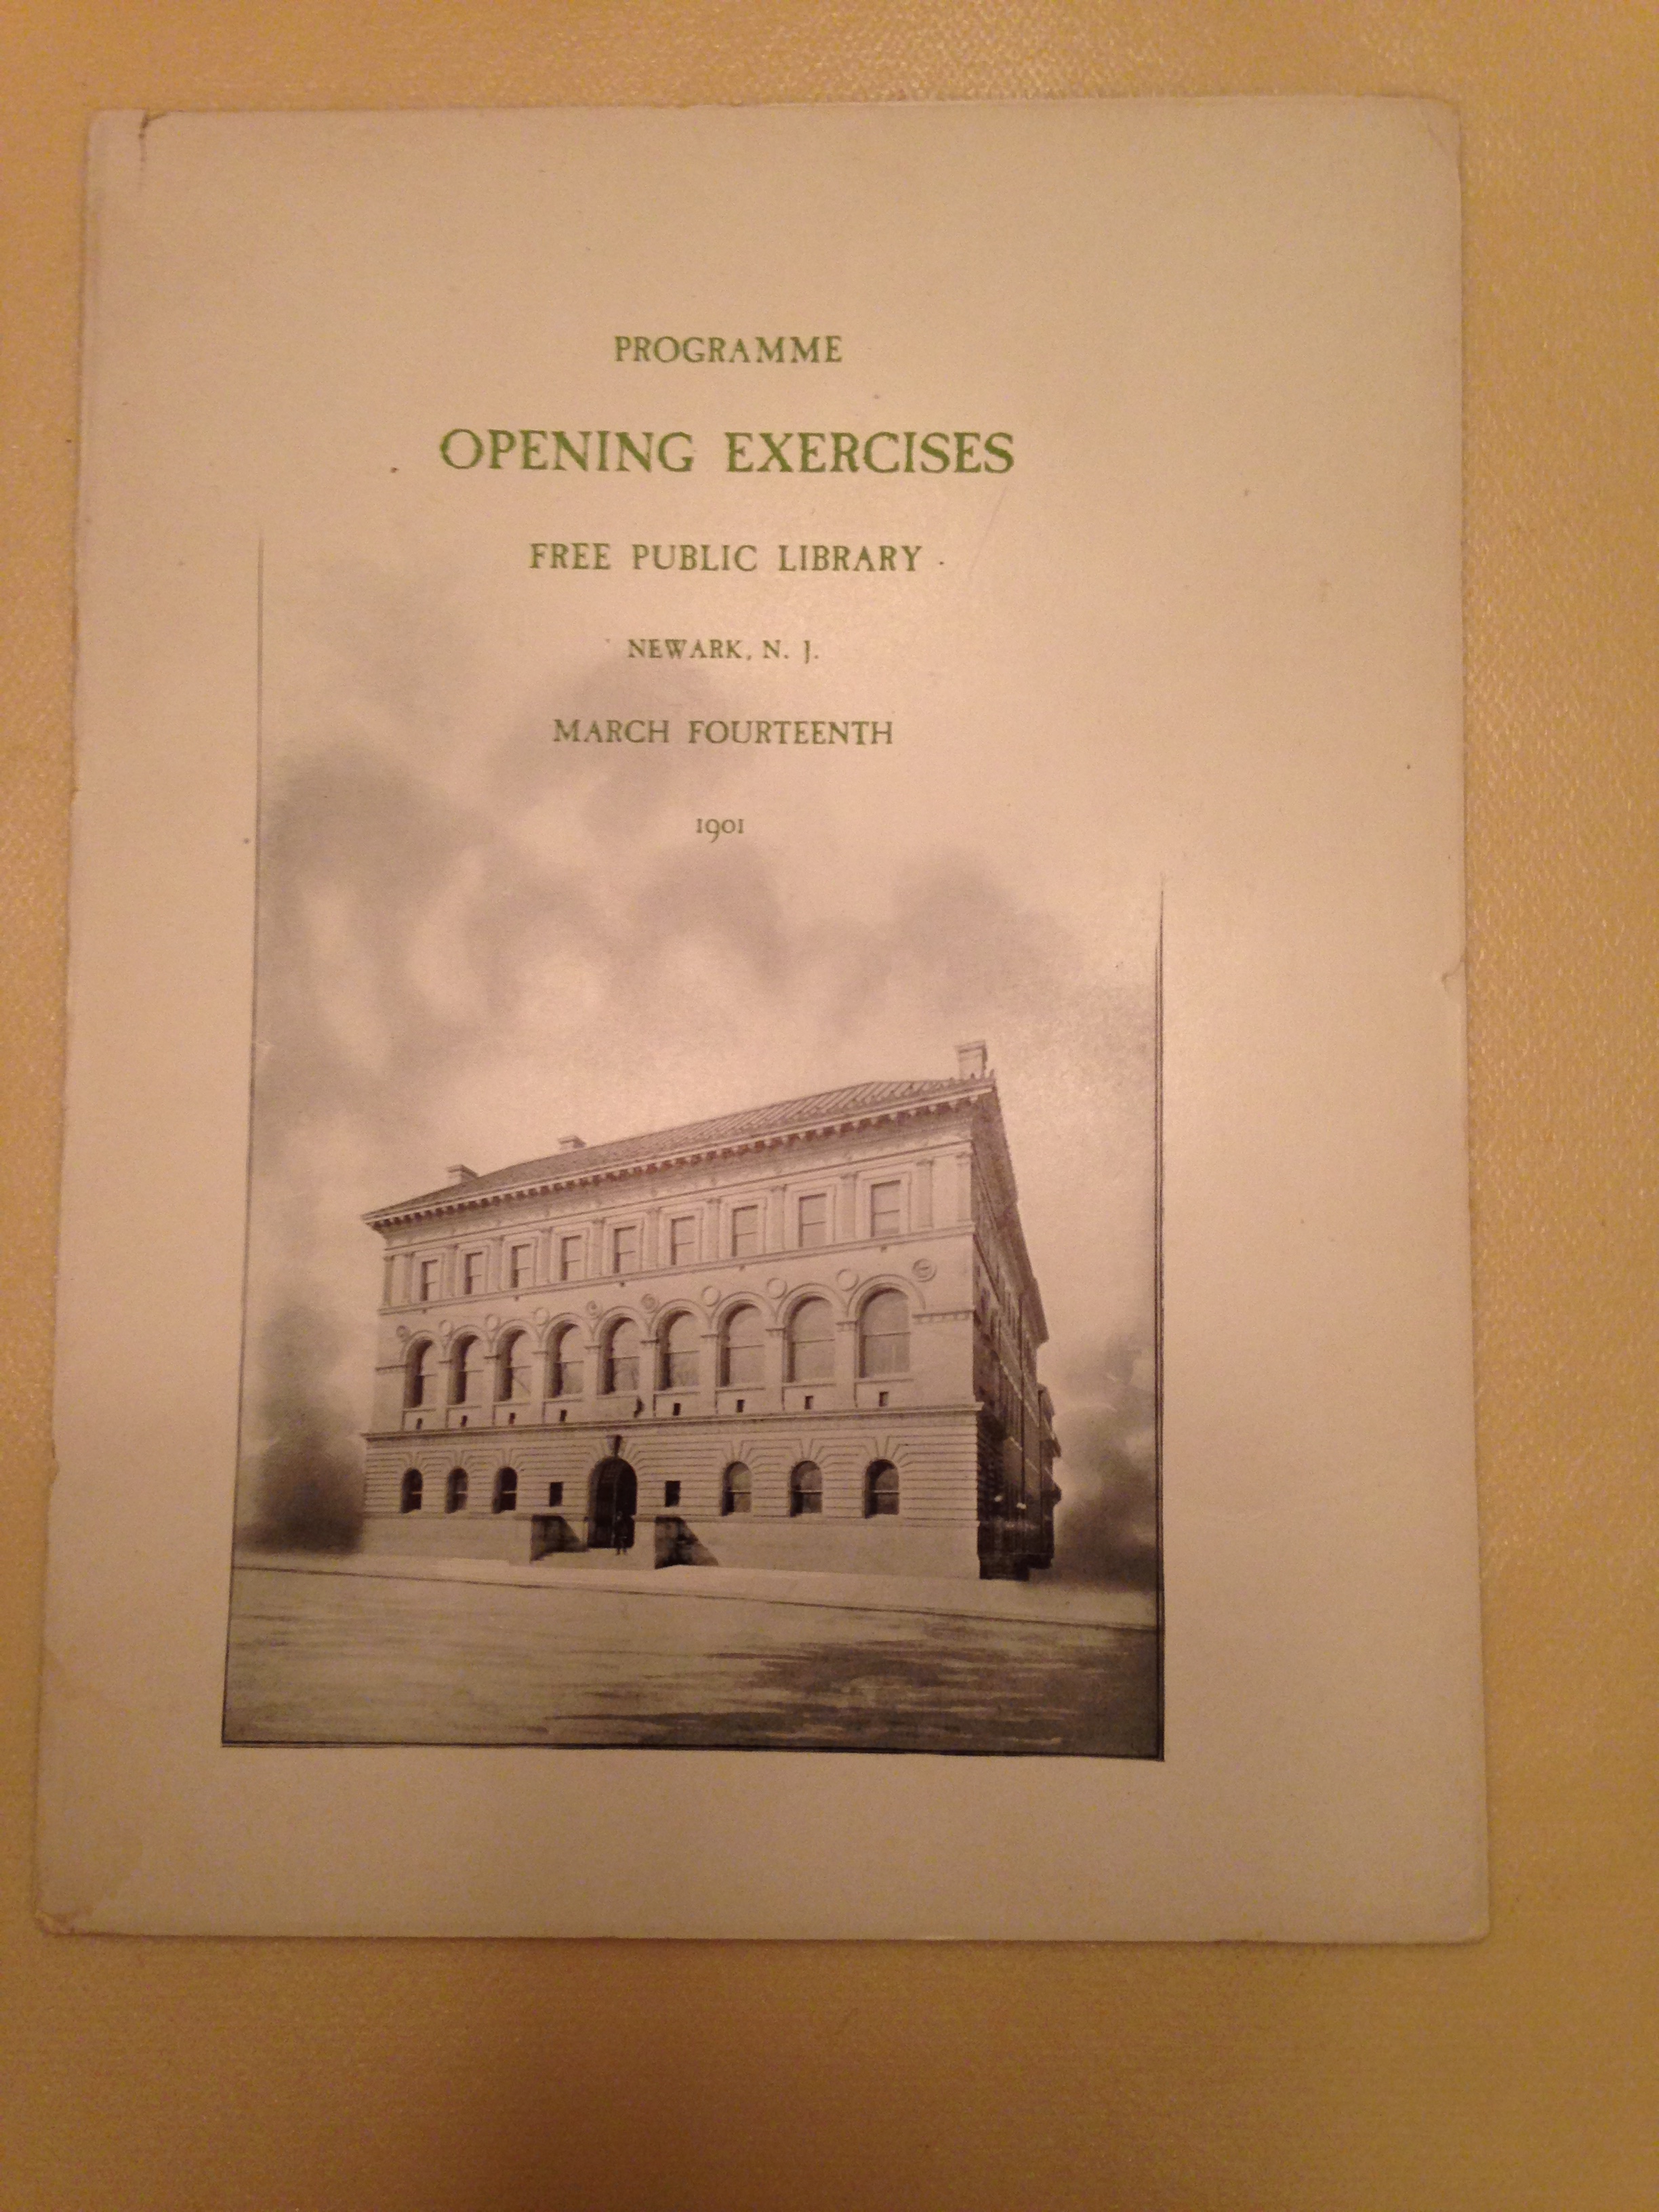 PROGRAMME
OPENING EXERCISES
FREE PUBLIC LIBRARY
NEWARK, N. J.
MARCH FOURTEENTH
1901